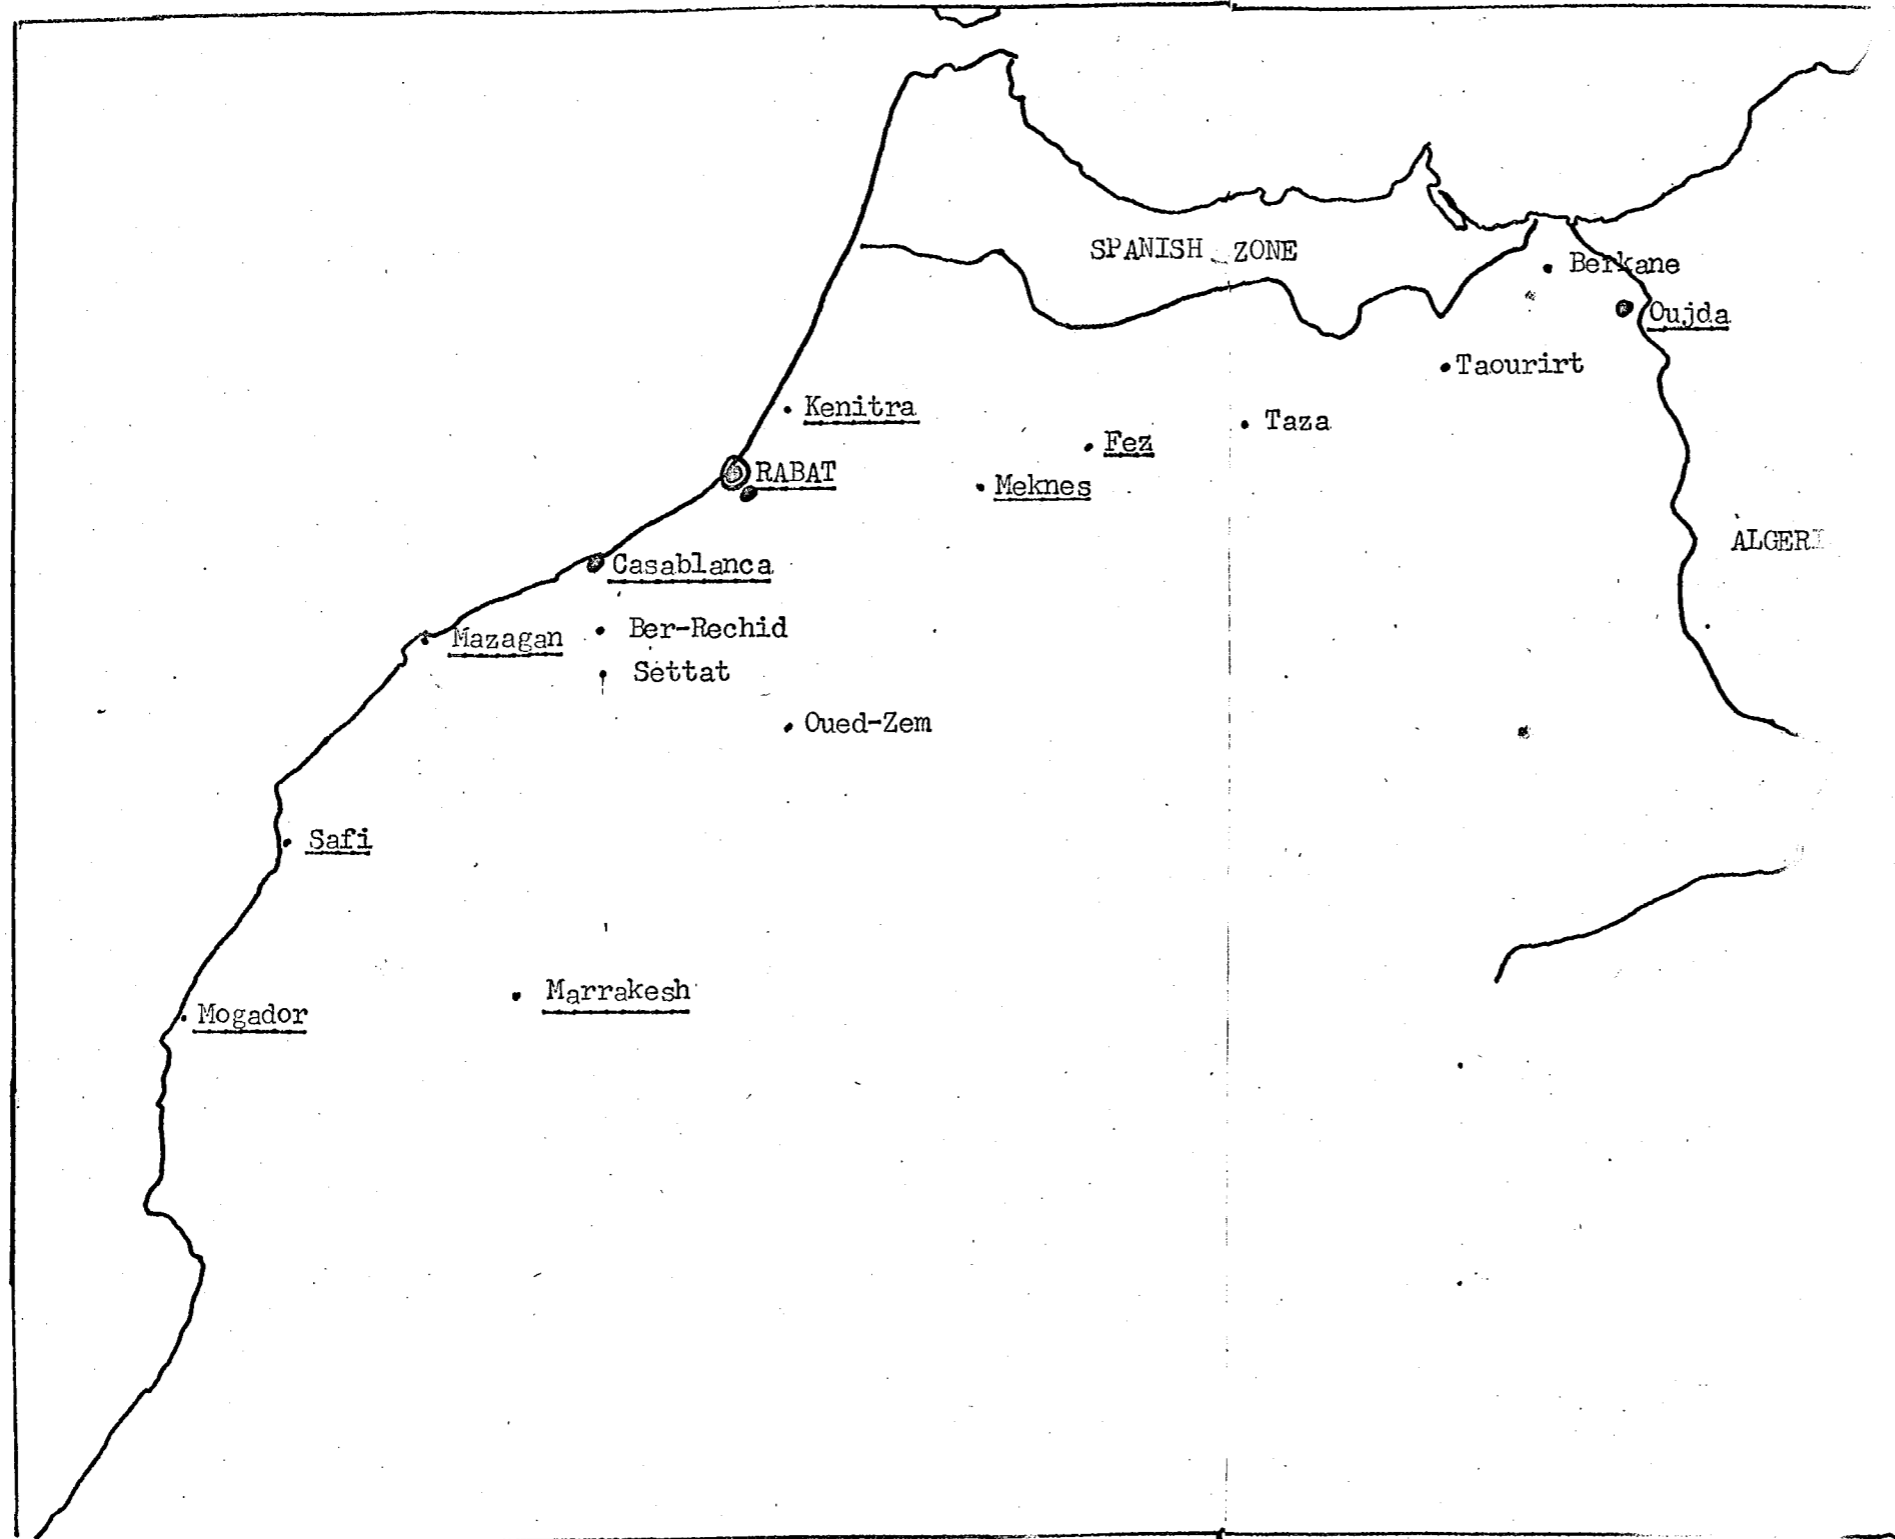 SPANISH ZONE
Berkane
Oujda
Taourirt
Kenitra
Taza
Fez
RABAT
Meknes
ALGERI
Casablanca
Mazagan
Ber-Rechid
Settat
Oued-Zem
Safi
Marrakesh
Mogador